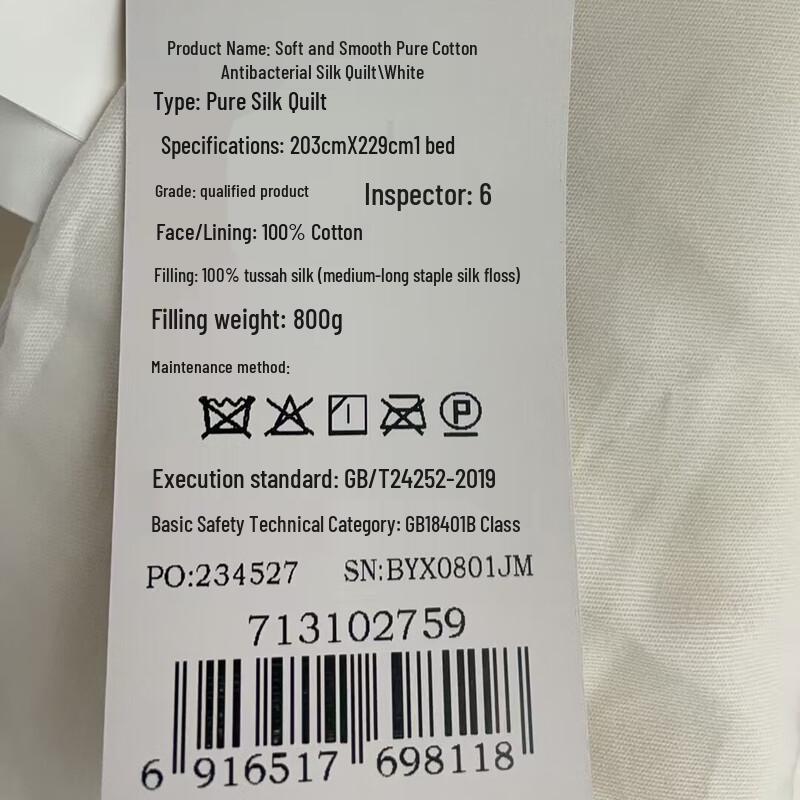 Product Name: Soft and Smooth Pure Cotton
Antibacterial Silk Quilt\White
Type: Pure Silk Quilt
Specifications: 203cmX229cm1 bed
Grade: qualified product Inspector: 6
Face/Lining: 100% Cotton
Filling: 100% tussah silk (medium-long staple silk floss)
Filling weight: 800g
Maintenance method:
P
Execution standard: GB/T24252-2019
Basic Safety Technical Category: GB18401B Class
PO:234527 SN:BYX0801JM
713102759
6 916517 698118